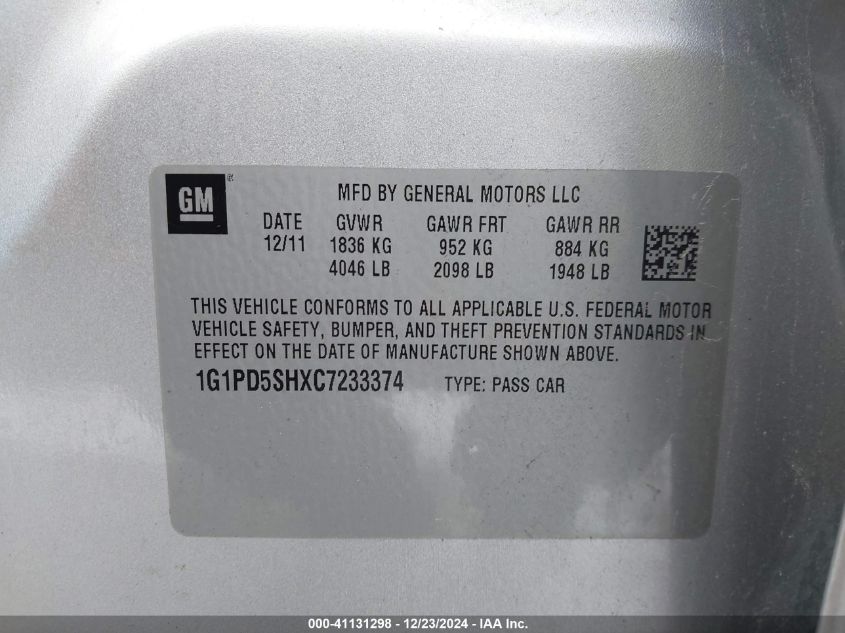 GM ®
MFD BY GENERAL MOTORS LLC
DATE GVWR GAWR FRT GAWR RR
12/11 1836 KG 952 KG 884 KG
4046 LB 2098 LB 1948 LB
THIS VEHICLE CONFORMS TO ALL APPLICABLE U.S. FEDERAL MOTOR
VEHICLE SAFETY, BUMPER, AND THEFT PREVENTION STANDARDS IN
EFFECT ON THE DATE OF MANUFACTURE SHOWN ABOVE.
1G1PD5SHXC7233374 TYPE: PASS CAR
000-41131298 - 12/23/2024 - IAA Inc.